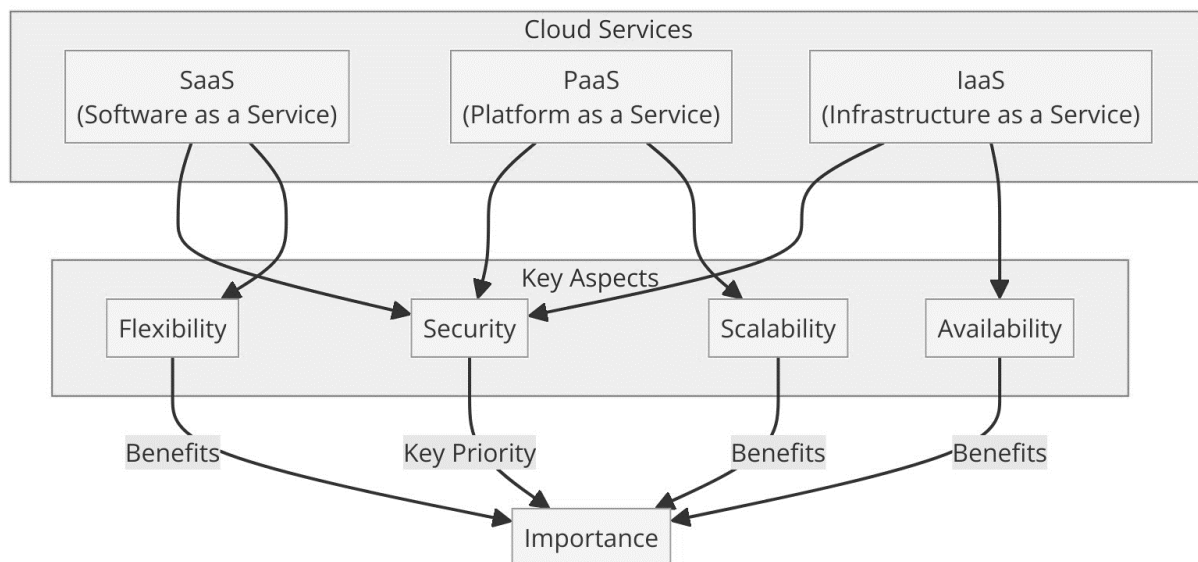 Cloud Services
SaaS
(Software as a Service)
PaaS
(Platform as a Service)
IaaS
(Infrastructure as a Service)
Key Aspects
Flexibility
Security
Scalability
Availability
Benefits
Key Priority
Benefits
Benefits
Importance